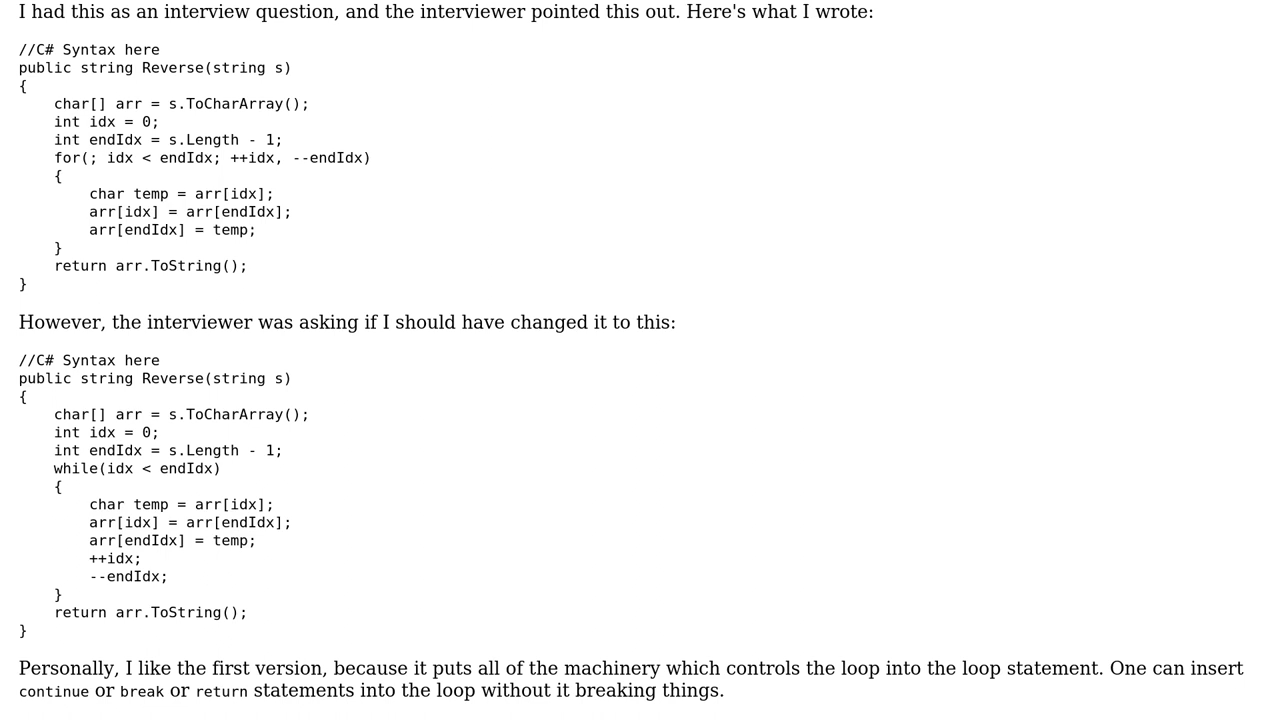 I had this as an interview question, and the interviewer pointed this out. Here's what I wrote:
//C# Syntax here
public string Reverse(string s)
{
    char[] arr = s.ToCharArray();
    int idx = 0;
    int endIdx = s.Length - 1;
    for(; idx < endIdx; ++idx, --endIdx)
    {
        char temp = arr[idx];
        arr[idx] = arr[endIdx];
        arr[endIdx] = temp;
    }
    return arr.ToString();
}
However, the interviewer was asking if I should have changed it to this:
//C# Syntax here
public string Reverse(string s)
{
    char[] arr = s.ToCharArray();
    int idx = 0;
    int endIdx = s.Length - 1;
    while(idx < endIdx)
    {
        char temp = arr[idx];
        arr[idx] = arr[endIdx];
        arr[endIdx] = temp;
        ++idx;
        --endIdx;
    }
    return arr.ToString();
}
Personally, I like the first version, because it puts all of the machinery which controls the loop into the loop statement. One can insert
continue or break or return statements into the loop without it breaking things.